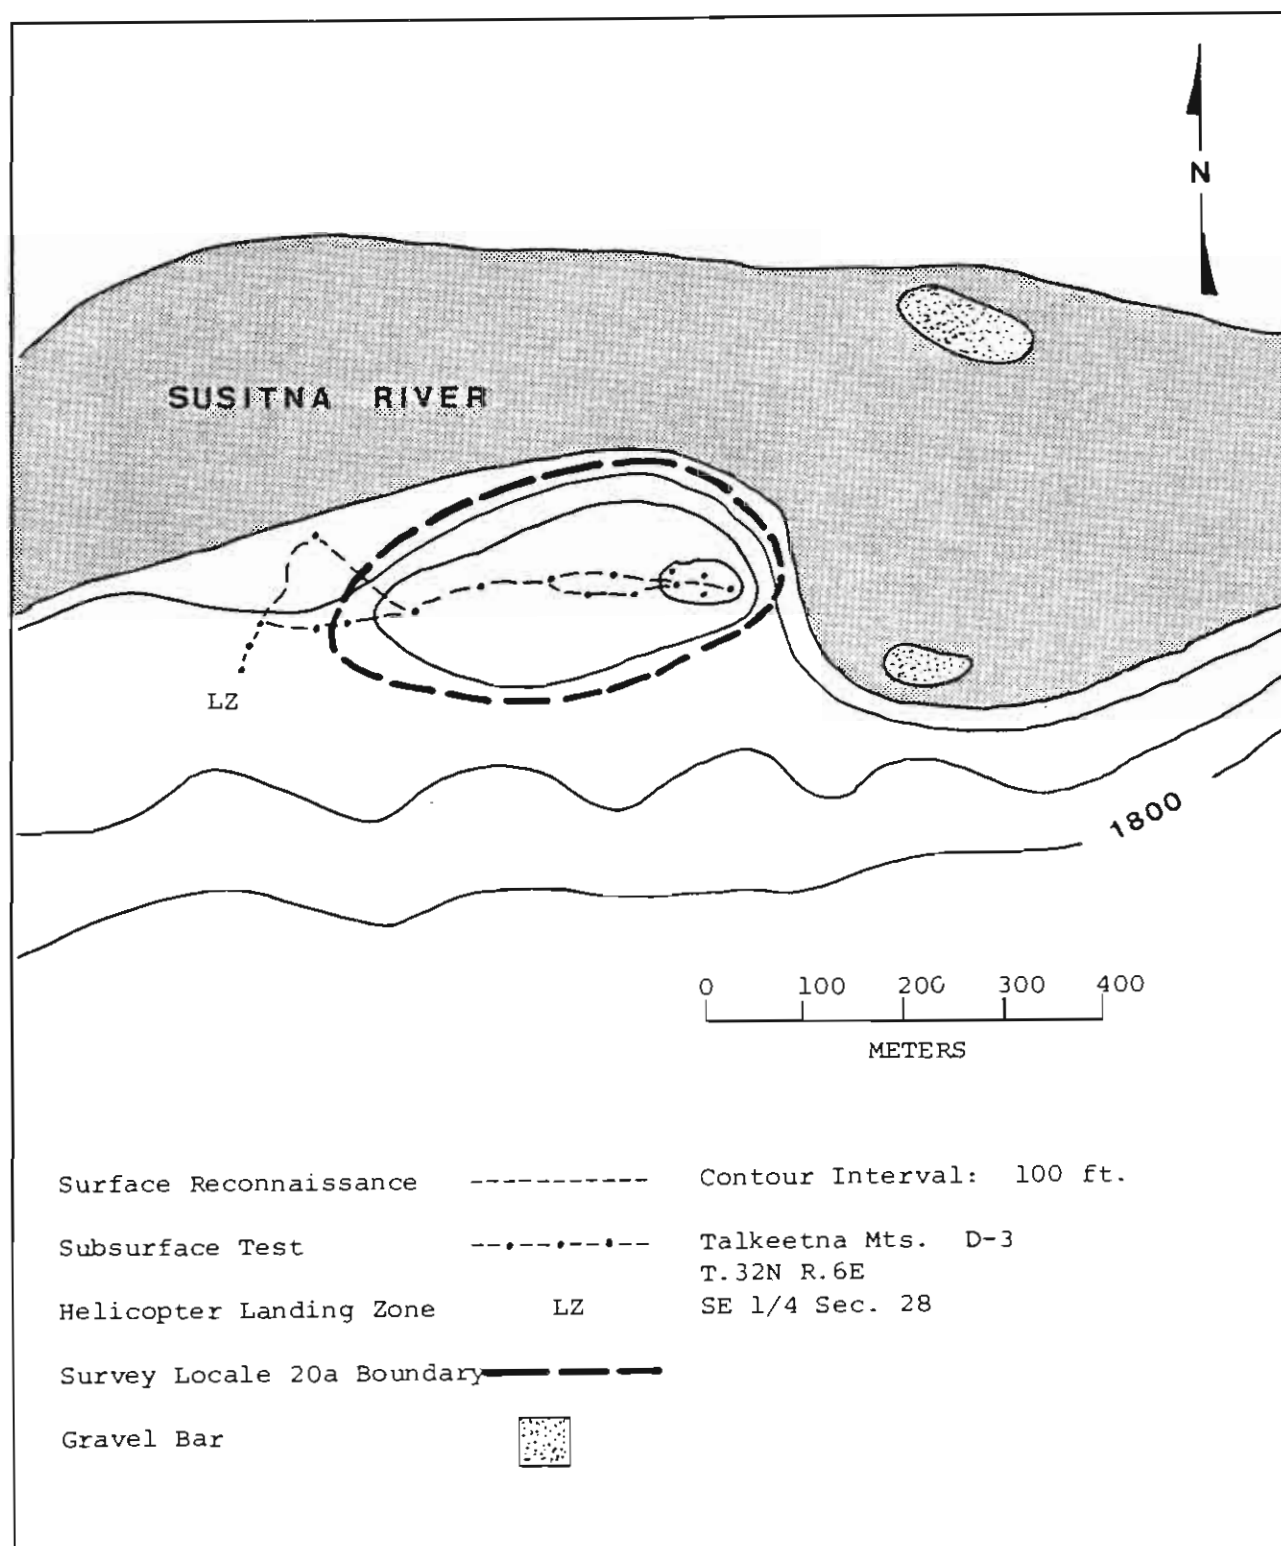 N
SUSITNA RIVER
LZ
1800
0 100 200 300 400
METERS
Surface Reconnaissance
Contour Interval: 100 ft.
Subsurface Test
Talkeetna Mts. D-3
T.32N R.6E
Helicopter Landing Zone LZ
SE 1/4 Sec. 28
Survey Locale 20a Boundary
Gravel Bar